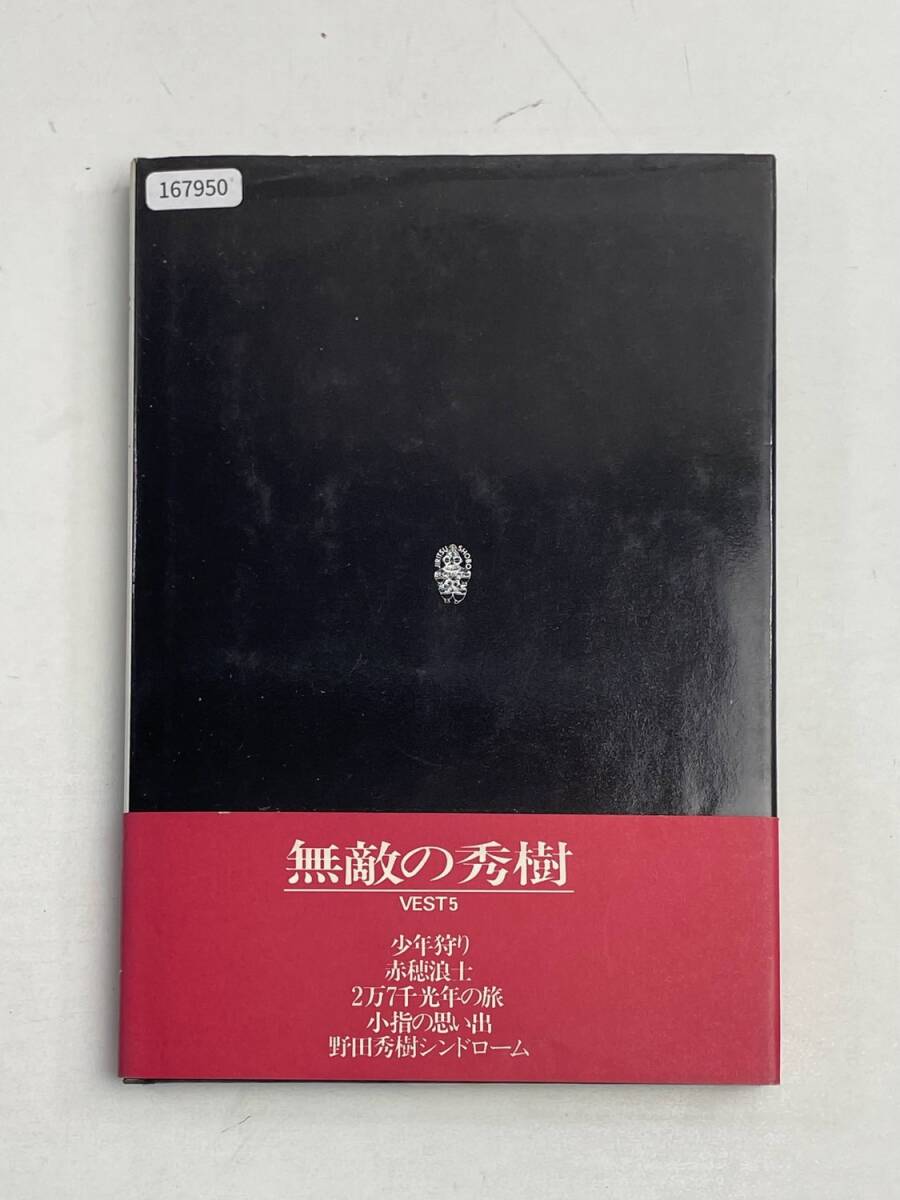 167950
JIRITSU SHOBO
無敵の秀樹
VEST5
少年狩り
赤穂浪士
2万7千光年の旅
小指の思い出
野田秀樹シンドローム